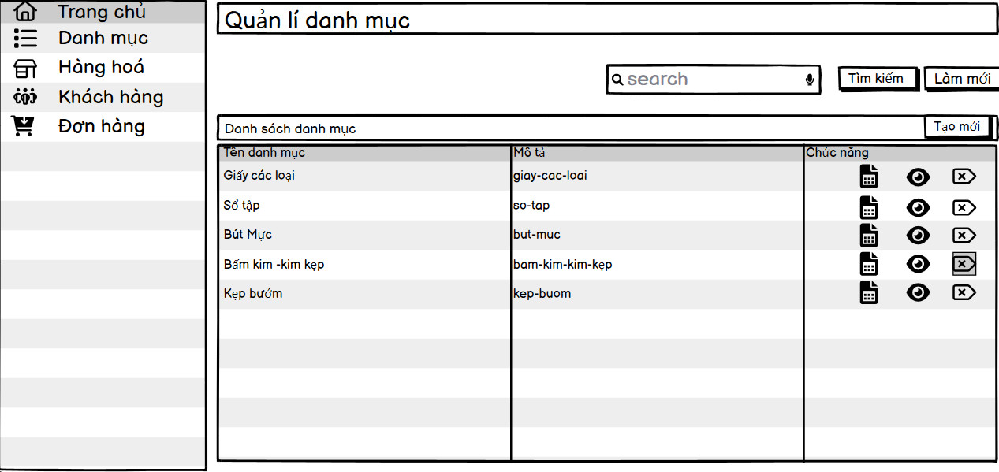 Trang chủ
Danh mục
Hàng hoá
Khách hàng
Đơn hàng
Quản lí danh mục
search
Tìm kiếm
Làm mới
Danh sách danh mục
Tạo mới
Tên danh mục Mô tả Chức năng
Giấy các loại giay-cac-loai
Sổ tập so-tap
Bút Mực but-muc
Bấm kim -kim kẹp bam-kim-kim-kẹp
Kẹp bướm kep-buom